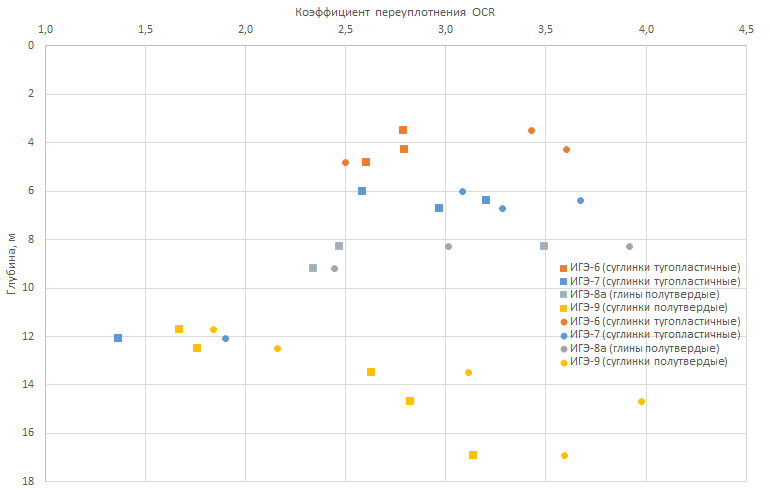 Коэффициент переуплотнения OCR
1,0 1,5 2,0 2,5 3,0 3,5 4,0 4,5
0
2
4
6
8
10
12
14
16
18
Глубина, м
ИГЭ-6 (суглинки тугопластичные)
ИГЭ-7 (суглинки тугопластичные)
ИГЭ-8а (глины полутвердые)
ИГЭ-9 (суглинки полутвердые)
ИГЭ-6 (суглинки тугопластичные)
ИГЭ-7 (суглинки тугопластичные)
ИГЭ-8а (глины полутвердые)
ИГЭ-9 (суглинки полутвердые)